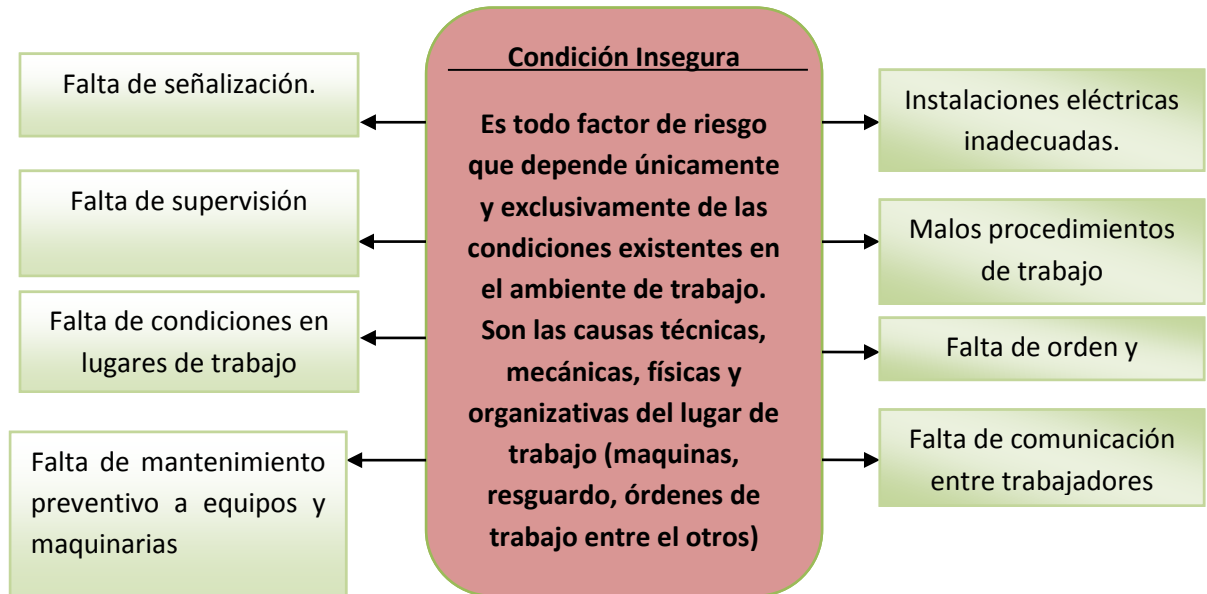 Condición Insegura
Es todo factor de riesgo
que depende únicamente
y exclusivamente de las
condiciones existentes en
el ambiente de trabajo.
Son las causas técnicas,
mecánicas, físicas y
organizativas del lugar de
trabajo (maquinas,
resguardo, órdenes de
trabajo entre el otros)
Falta de señalización.
Falta de supervisión
Falta de condiciones en
lugares de trabajo
Falta de mantenimiento
preventivo a equipos y
maquinarias
Instalaciones eléctricas
inadecuadas.
Malos procedimientos
de trabajo
Falta de orden y
Falta de comunicación
entre trabajadores